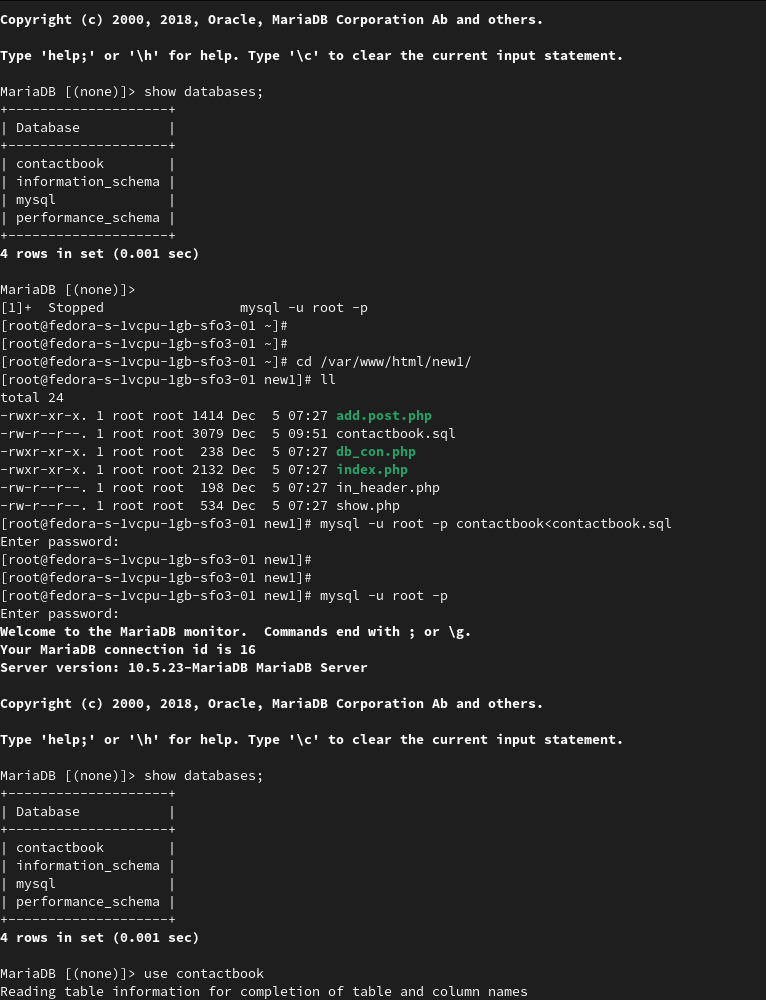 Copyright (c) 2000, 2018, Oracle, MariaDB Corporation Ab and others.

Type 'help;' or '\h' for help. Type '\c' to clear the current input statement.

MariaDB [(none)]> show databases;
+--------------------+
| Database           |
+--------------------+
| contactbook        |
| information_schema |
| mysql              |
| performance_schema |
+--------------------+
4 rows in set (0.001 sec)

MariaDB [(none)]>
[1]+  Stopped                 mysql -u root -p
[root@fedora-s-1vcpu-1gb-sfo3-01 ~]#
[root@fedora-s-1vcpu-1gb-sfo3-01 ~]#
[root@fedora-s-1vcpu-1gb-sfo3-01 ~]# cd /var/www/html/new1/
[root@fedora-s-1vcpu-1gb-sfo3-01 new1]# ll
total 24
-rwxr-xr-x. 1 root root 1414 Dec  5 07:27 add.post.php
-rw-r--r--. 1 root root 3079 Dec  5 09:51 contactbook.sql
-rwxr-xr-x. 1 root root  238 Dec  5 07:27 db_con.php
-rwxr-xr-x. 1 root root 2132 Dec  5 07:27 index.php
-rw-r--r--. 1 root root  198 Dec  5 07:27 in_header.php
-rw-r--r--. 1 root root  534 Dec  5 07:27 show.php
[root@fedora-s-1vcpu-1gb-sfo3-01 new1]# mysql -u root -p contactbook<contactbook.sql
Enter password:
[root@fedora-s-1vcpu-1gb-sfo3-01 new1]#
[root@fedora-s-1vcpu-1gb-sfo3-01 new1]#
[root@fedora-s-1vcpu-1gb-sfo3-01 new1]# mysql -u root -p
Enter password:
Welcome to the MariaDB monitor.  Commands end with ; or \g.
Your MariaDB connection id is 16
Server version: 10.5.23-MariaDB MariaDB Server

Copyright (c) 2000, 2018, Oracle, MariaDB Corporation Ab and others.

Type 'help;' or '\h' for help. Type '\c' to clear the current input statement.

MariaDB [(none)]> show databases;
+--------------------+
| Database           |
+--------------------+
| contactbook        |
| information_schema |
| mysql              |
| performance_schema |
+--------------------+
4 rows in set (0.001 sec)

MariaDB [(none)]> use contactbook
Reading table information for completion of table and column names